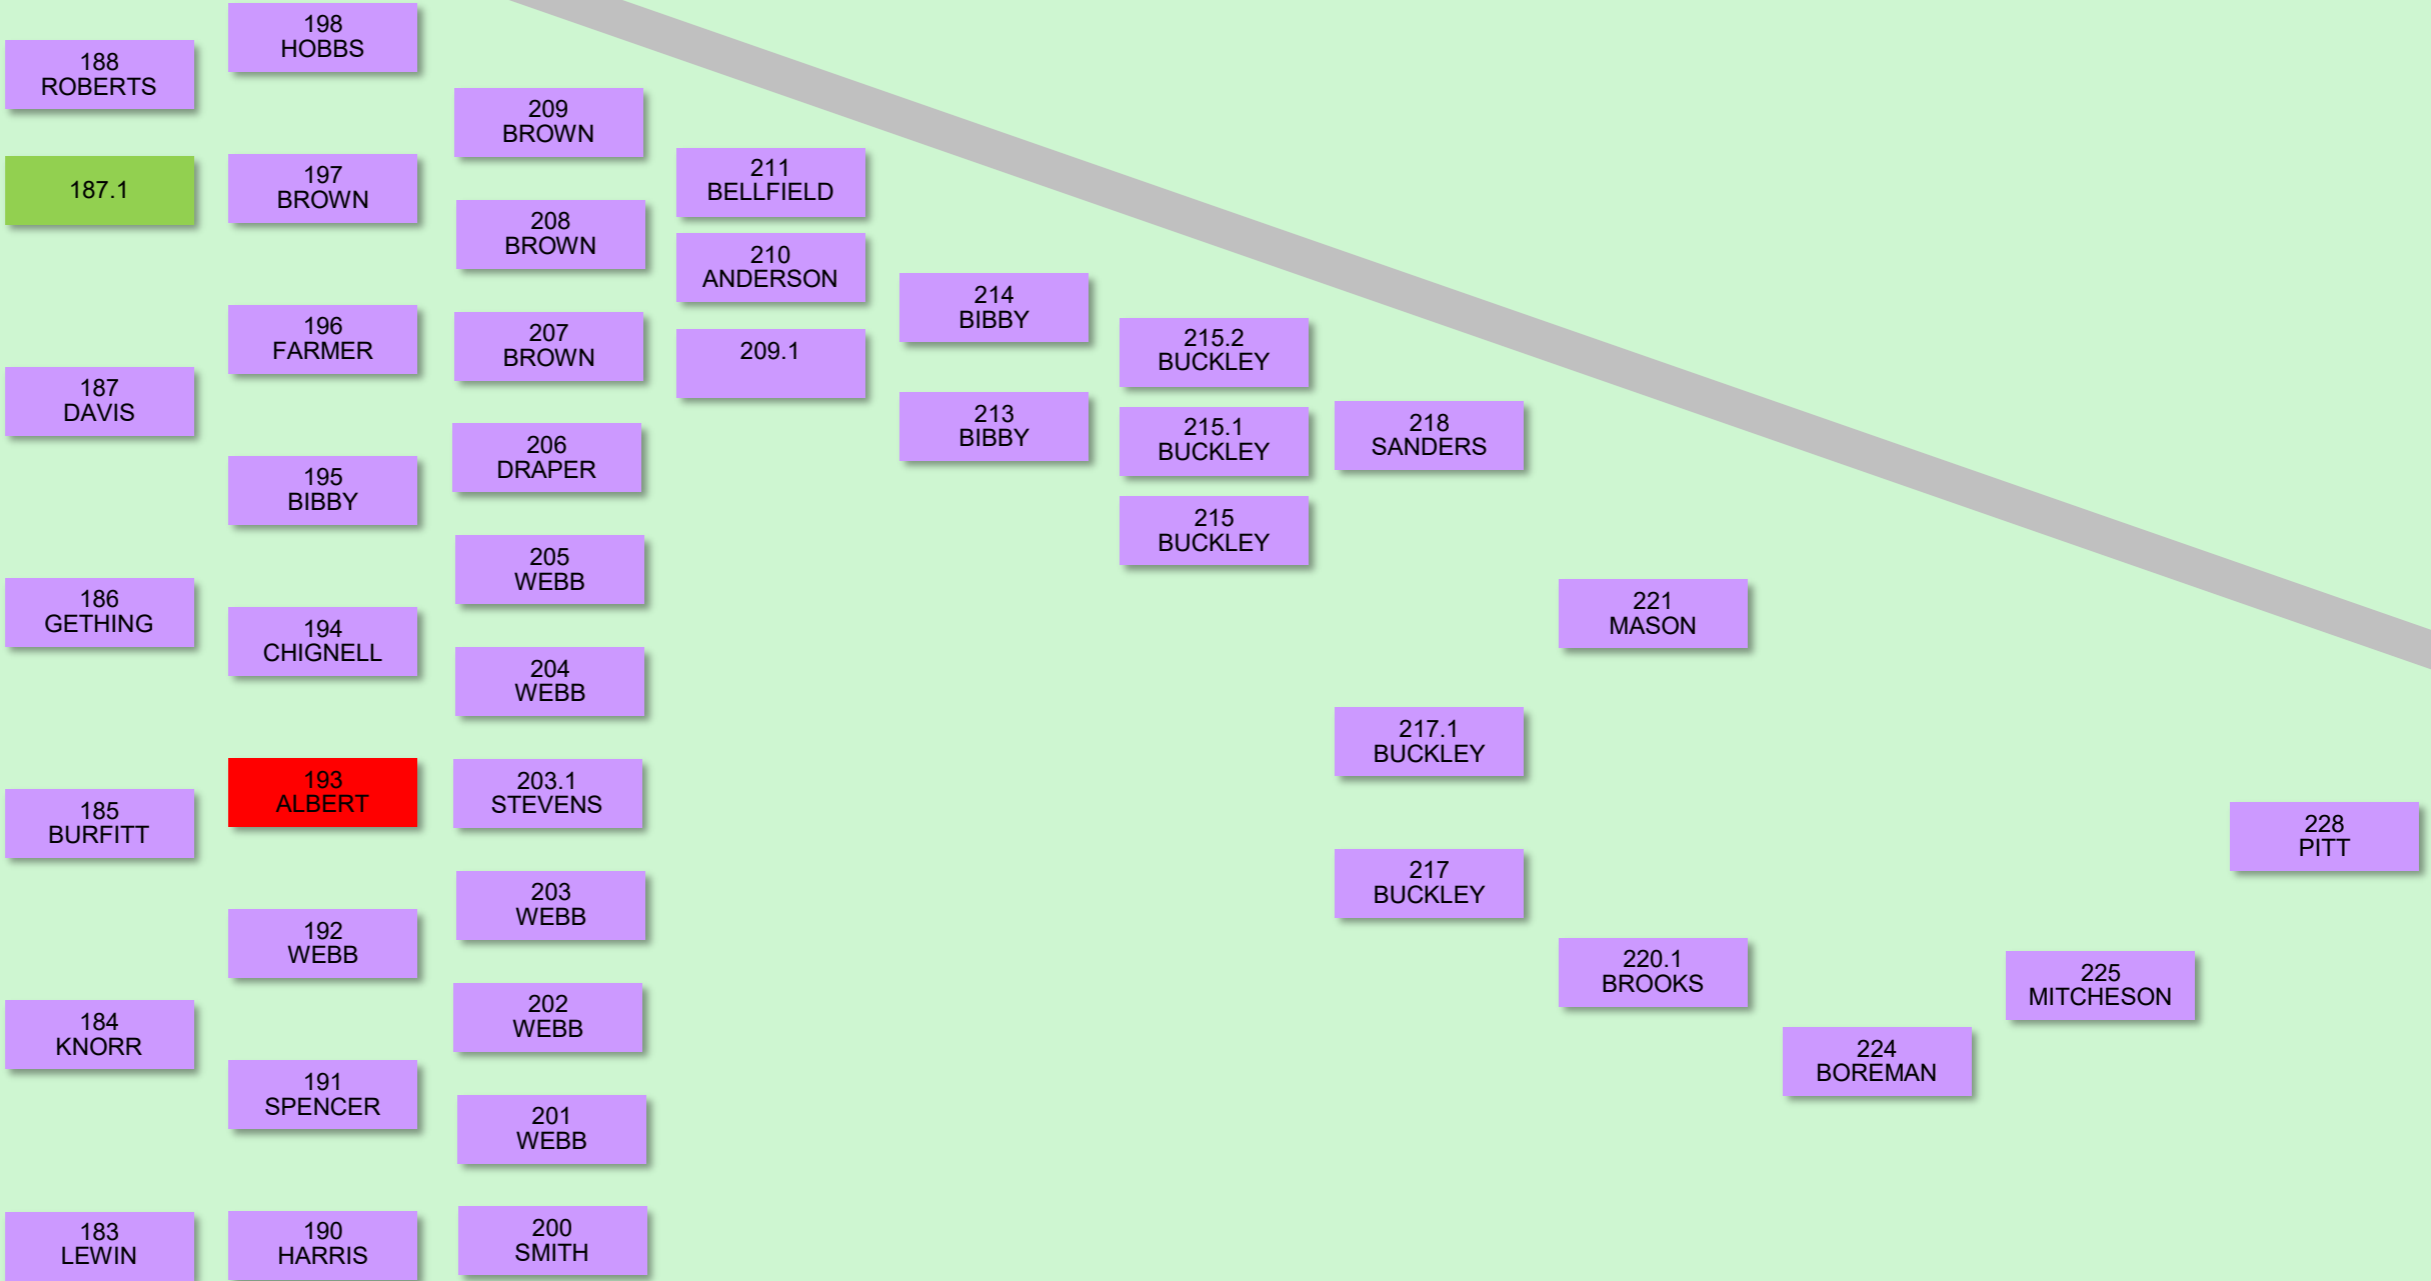 188
ROBERTS
187.1
187
DAVIS
186
GETHING
185
BURFITT
184
KNORR
183
LEWIN
198
HOBBS
197
BROWN
196
FARMER
195
BIBBY
194
CHIGNELL
193
ALBERT
192
WEBB
191
SPENCER
190
HARRIS
209
BROWN
208
BROWN
207
BROWN
206
DRAPER
205
WEBB
204
WEBB
203.1
STEVENS
203
WEBB
202
WEBB
201
WEBB
200
SMITH
211
BELLFIELD
210
ANDERSON
209.1
214
BIBBY
213
BIBBY
215.2
BUCKLEY
215.1
BUCKLEY
215
BUCKLEY
218
SANDERS
217.1
BUCKLEY
217
BUCKLEY
221
MASON
220.1
BROOKS
224
BOREMAN
225
MITCHESON
228
PITT